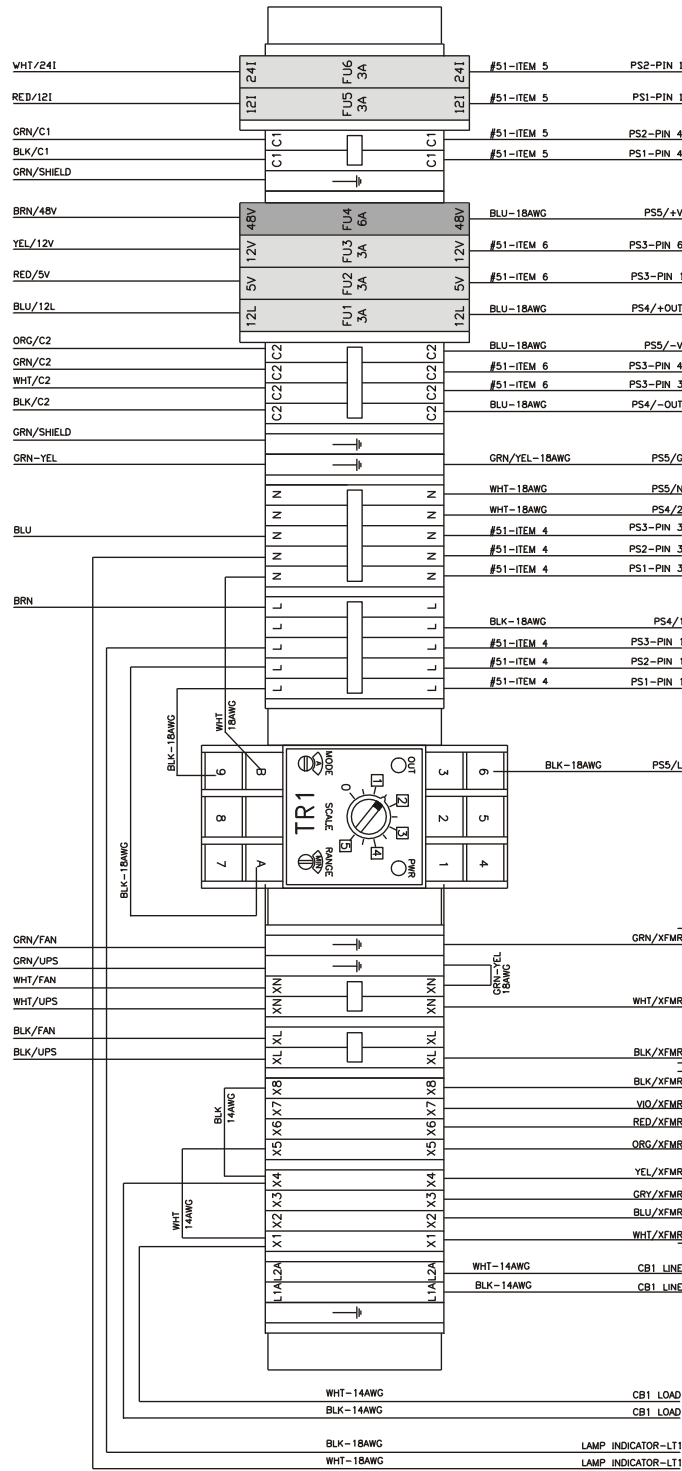 WHT/24I 24I FU6 3A 24I #51-ITEM 5 PS2-PIN 1
RED/12I 12I FU5 3A 12I #51-ITEM 5 PS1-PIN 1
GRN/C1 C1 C1 #51-ITEM 5 PS2-PIN 4
BLK/C1 C1 C1 #51-ITEM 5 PS1-PIN 4
GRN/SHIELD
BRN/48V 48V FU4 6A 48V BLU-18AWG PS5/+V
YEL/12V 12V FU3 3A 12V #51-ITEM 6 PS3-PIN 6
RED/5V 5V FU2 3A 5V #51-ITEM 6 PS3-PIN 1
BLU/12L 12L FU1 3A 12L BLU-18AWG PS4/+OUT
ORG/C2 C2 C2 BLU-18AWG PS5/-V
GRN/C2 C2 C2 #51-ITEM 6 PS3-PIN 4
WHT/C2 C2 C2 #51-ITEM 6 PS3-PIN 3
BLK/C2 C2 C2 BLU-18AWG PS4/-OUT
GRN/SHIELD
GRN-YEL GRN/YEL-18AWG PS5/G
N N WHT-18AWG PS5/N
N N WHT-18AWG PS4/2
BLU N N #51-ITEM 4 PS3-PIN 3
N N #51-ITEM 4 PS2-PIN 3
N N #51-ITEM 4 PS1-PIN 3
BRN L L
L L BLK-18AWG PS4/1
L L #51-ITEM 4 PS3-PIN 1
L L #51-ITEM 4 PS2-PIN 1
L L #51-ITEM 4 PS1-PIN 1
BLK-18AWG
WHT 18AWG
BLK-18AWG
9 B MODE A OUT 3 6 BLK-18AWG PS5/L
8 TR1 SCALE 0 1 2 3 4 5 2 5
7 A RANGE MIN PWR 1 4
GRN/FAN GRN/XFMR
GRN/UPS GRN-YEL 18AWG
WHT/FAN XN XN
WHT/UPS XN XN WHT/XFMR
BLK/FAN XL XL
BLK/UPS XL XL BLK/XFMR
BLK 14AWG
X8 X8 BLK/XFMR
X7 X7 VIO/XFMR
X6 X6 RED/XFMR
X5 X5 ORG/XFMR
WHT 14AWG
X4 X4 YEL/XFMR
X3 X3 GRY/XFMR
X2 X2 BLU/XFMR
X1 X1 WHT/XFMR
L2A L2A WHT-14AWG CB1 LINE
L1A L1A BLK-14AWG CB1 LINE
WHT-14AWG CB1 LOAD
BLK-14AWG CB1 LOAD
BLK-18AWG LAMP INDICATOR-LT1
WHT-18AWG LAMP INDICATOR-LT1